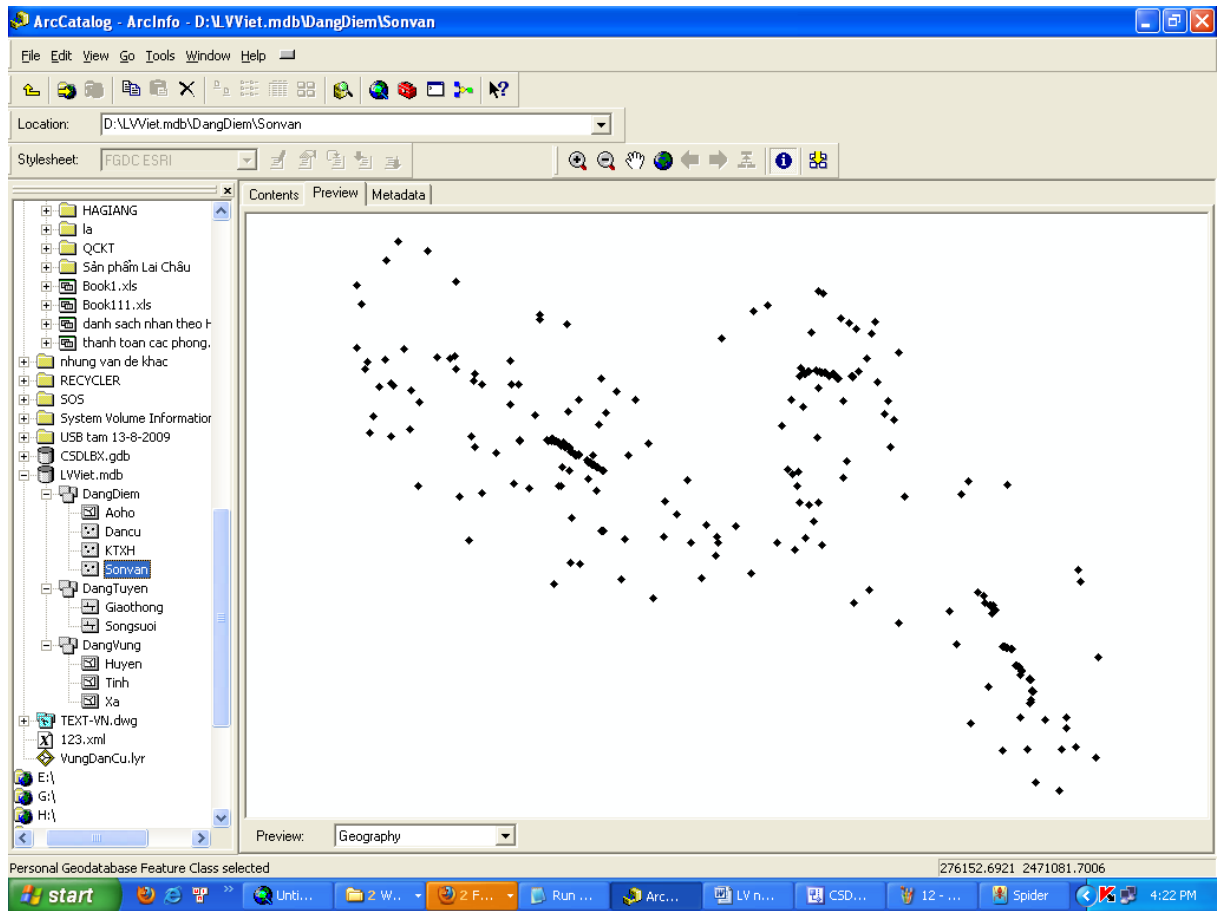 ArcCatalog - ArcInfo - D:\LVViet.mdb\DangDiem\Sonvan
File Edit View Go Tools Window Help
Location: D:\LVViet.mdb\DangDiem\Sonvan
Stylesheet: FGDC ESRI
Contents Preview Metadata
HAGIANG
la
QCKT
Sản phẩm Lai Châu
Book1.xls
Book111.xls
danh sach nhan theo H
thanh toan cac phong.
nhung van de khac
RECYCLER
SOS
System Volume Information
USB tam 13-8-2009
CSDLBX.gdb
LVViet.mdb
DangDiem
Aoho
Dancu
KTXH
Sonvan
DangTuyen
Giaothong
Songsuoi
DangVung
Huyen
Tinh
Xa
TEXT-VN.dwg
123.xml
VungDanCu.lyr
E:\
G:\
H:\
Preview: Geography
Personal Geodatabase Feature Class selected
276152.6921 2471081.7006
start
Unti...
2 W...
2 F...
Run ...
Arc...
LV n...
CSD...
12 - ...
Spider
4:22 PM